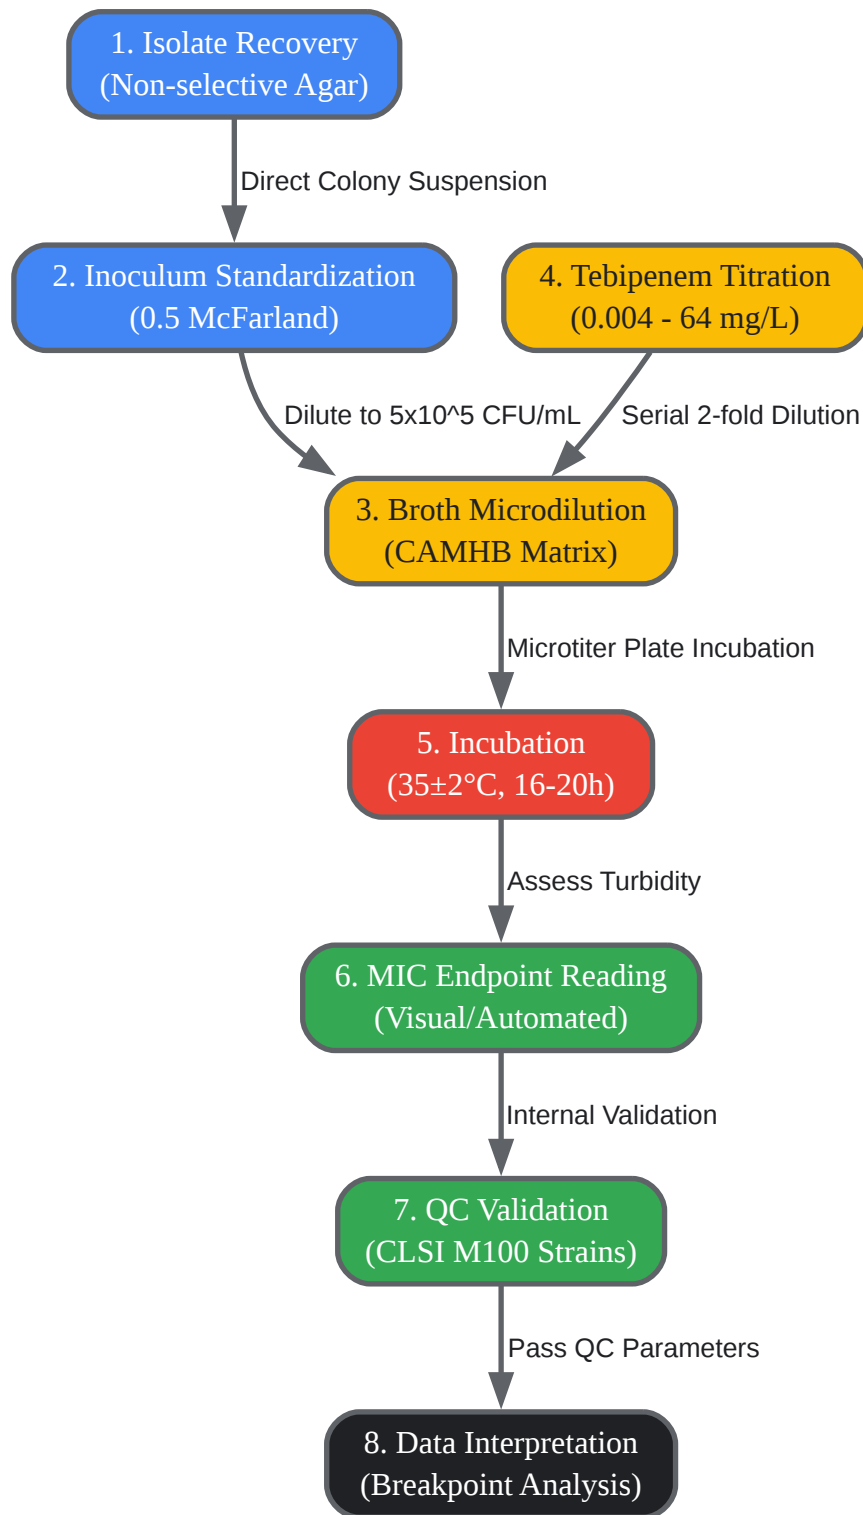 1. Isolate Recovery
(Non-selective Agar)
Direct Colony Suspension
2. Inoculum Standardization
(0.5 McFarland)
4. Tebipenem Titration
(0.004 - 64 mg/L)
Dilute to 5x10^5 CFU/mL
Serial 2-fold Dilution
3. Broth Microdilution
(CAMHB Matrix)
Microtiter Plate Incubation
5. Incubation
(35±2°C, 16-20h)
Assess Turbidity
6. MIC Endpoint Reading
(Visual/Automated)
Internal Validation
7. QC Validation
(CLSI M100 Strains)
Pass QC Parameters
8. Data Interpretation
(Breakpoint Analysis)